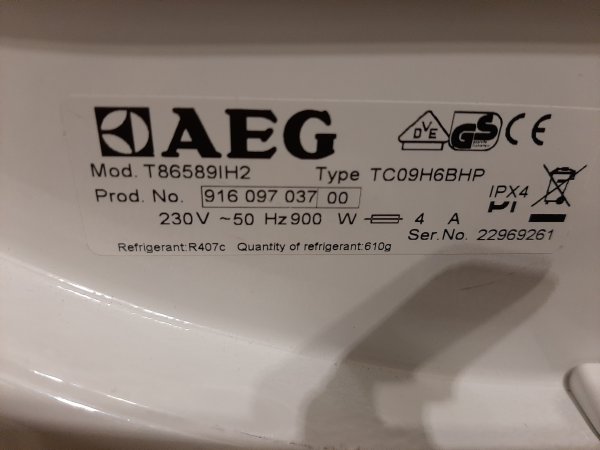 AEG
DVE GS CE
Mod. T86589IH2 Type TC09H6BHP
Prod. No. 916 097 037 00 IPX4
230V ~50 Hz 900 W 4 A
Ser.No. 22969261
Refrigerant:R407c Quantity of refrigerant:610g